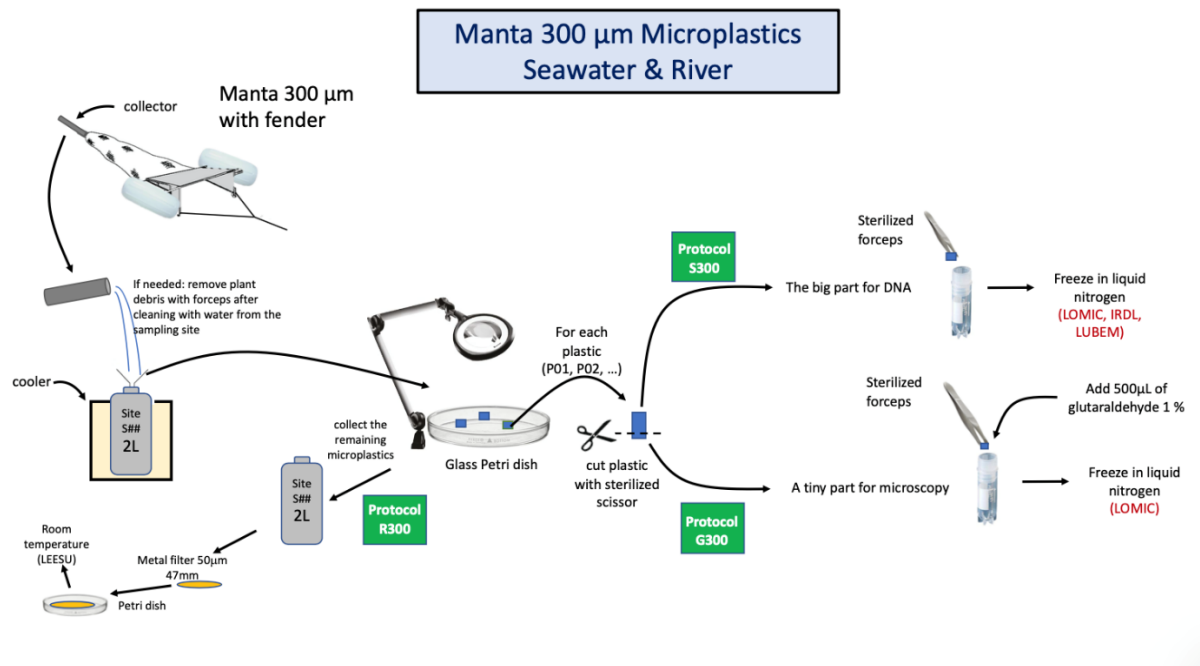 Manta 300 µm Microplastics
Seawater & River
Manta 300 µm
with fender
collector
If needed: remove plant
debris with forceps after
cleaning with water from the
sampling site
cooler
Site
S##
2L
For each
plastic
(P01, P02, …)
Glass Petri dish
cut plastic
with sterilized
scissor
Protocol
S300
The big part for DNA
Sterilized
forceps
Freeze in liquid
nitrogen
(LOMIC, IRDL,
LUBEM)
Protocol
G300
A tiny part for microscopy
Sterilized
forceps
Add 500µL of
glutaraldehyde 1 %
Freeze in liquid
nitrogen
(LOMIC)
collect the
remaining
microplastics
Protocol
R300
Site
S##
2L
Metal filter 50µm
47mm
Petri dish
Room
temperature
(LEESU)